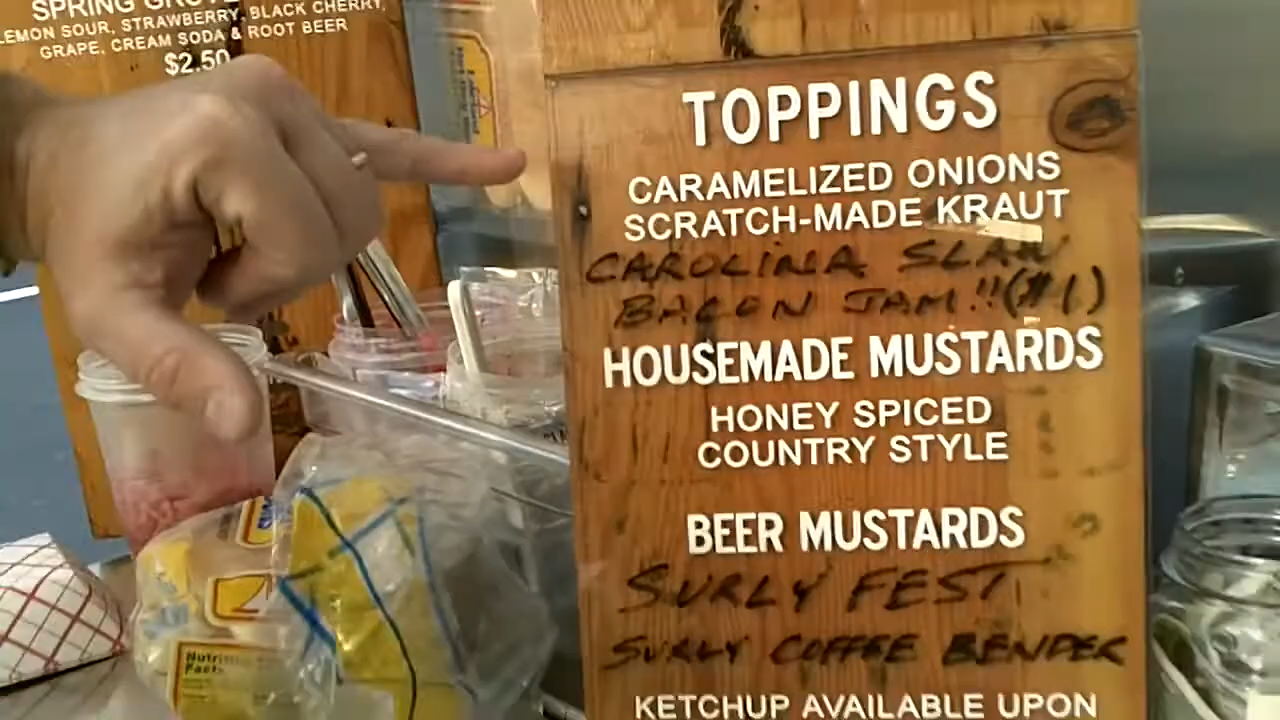 SPRING GROVE
LEMON SOUR, STRAWBERRY, BLACK CHERRY,
GRAPE, CREAM SODA & ROOT BEER
$2.50
TOPPINGS
CARAMELIZED ONIONS
SCRATCH-MADE KRAUT
CAROLINA SLAW
BACON JAM!!(#1)
HOUSEMADE MUSTARDS
HONEY SPICED
COUNTRY STYLE
BEER MUSTARDS
SURLY FEST
SURLY COFFEE BENDER
KETCHUP AVAILABLE UPON
Nutrition
Facts